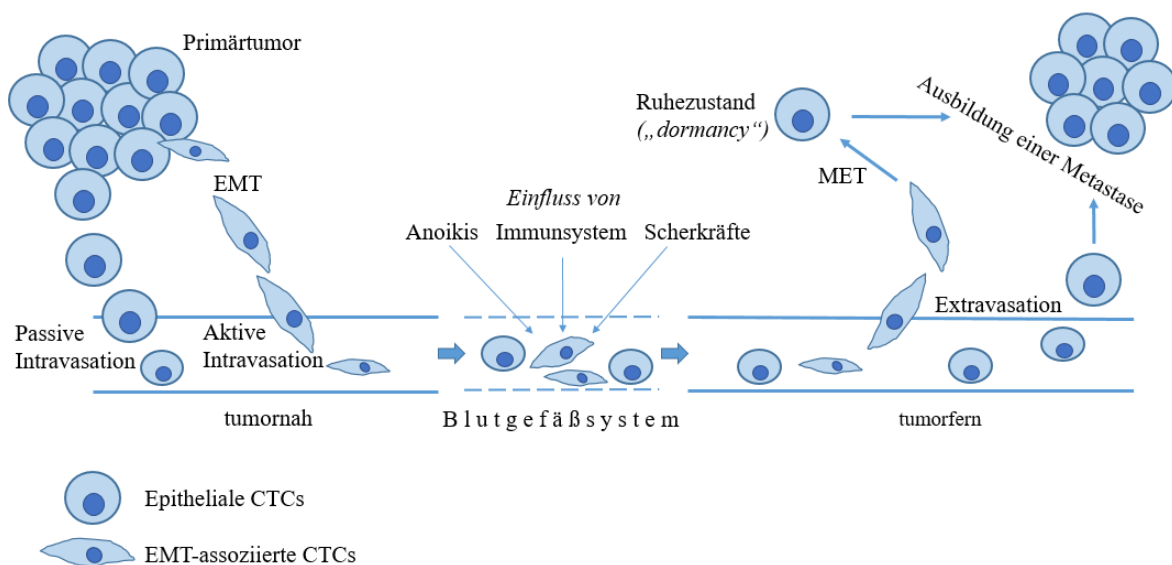 Primärtumor
EMT
Passive
Intravasation
Aktive
Intravasation
tumornah
Einfluss von
Anoikis Immunsystem Scherkräfte
Blutgefäßsystem
Ruhezustand
(„dormancy“)
MET
Ausbildung einer Metastase
Extravasation
tumorfern
Epitheliale CTCs
EMT-assoziierte CTCs